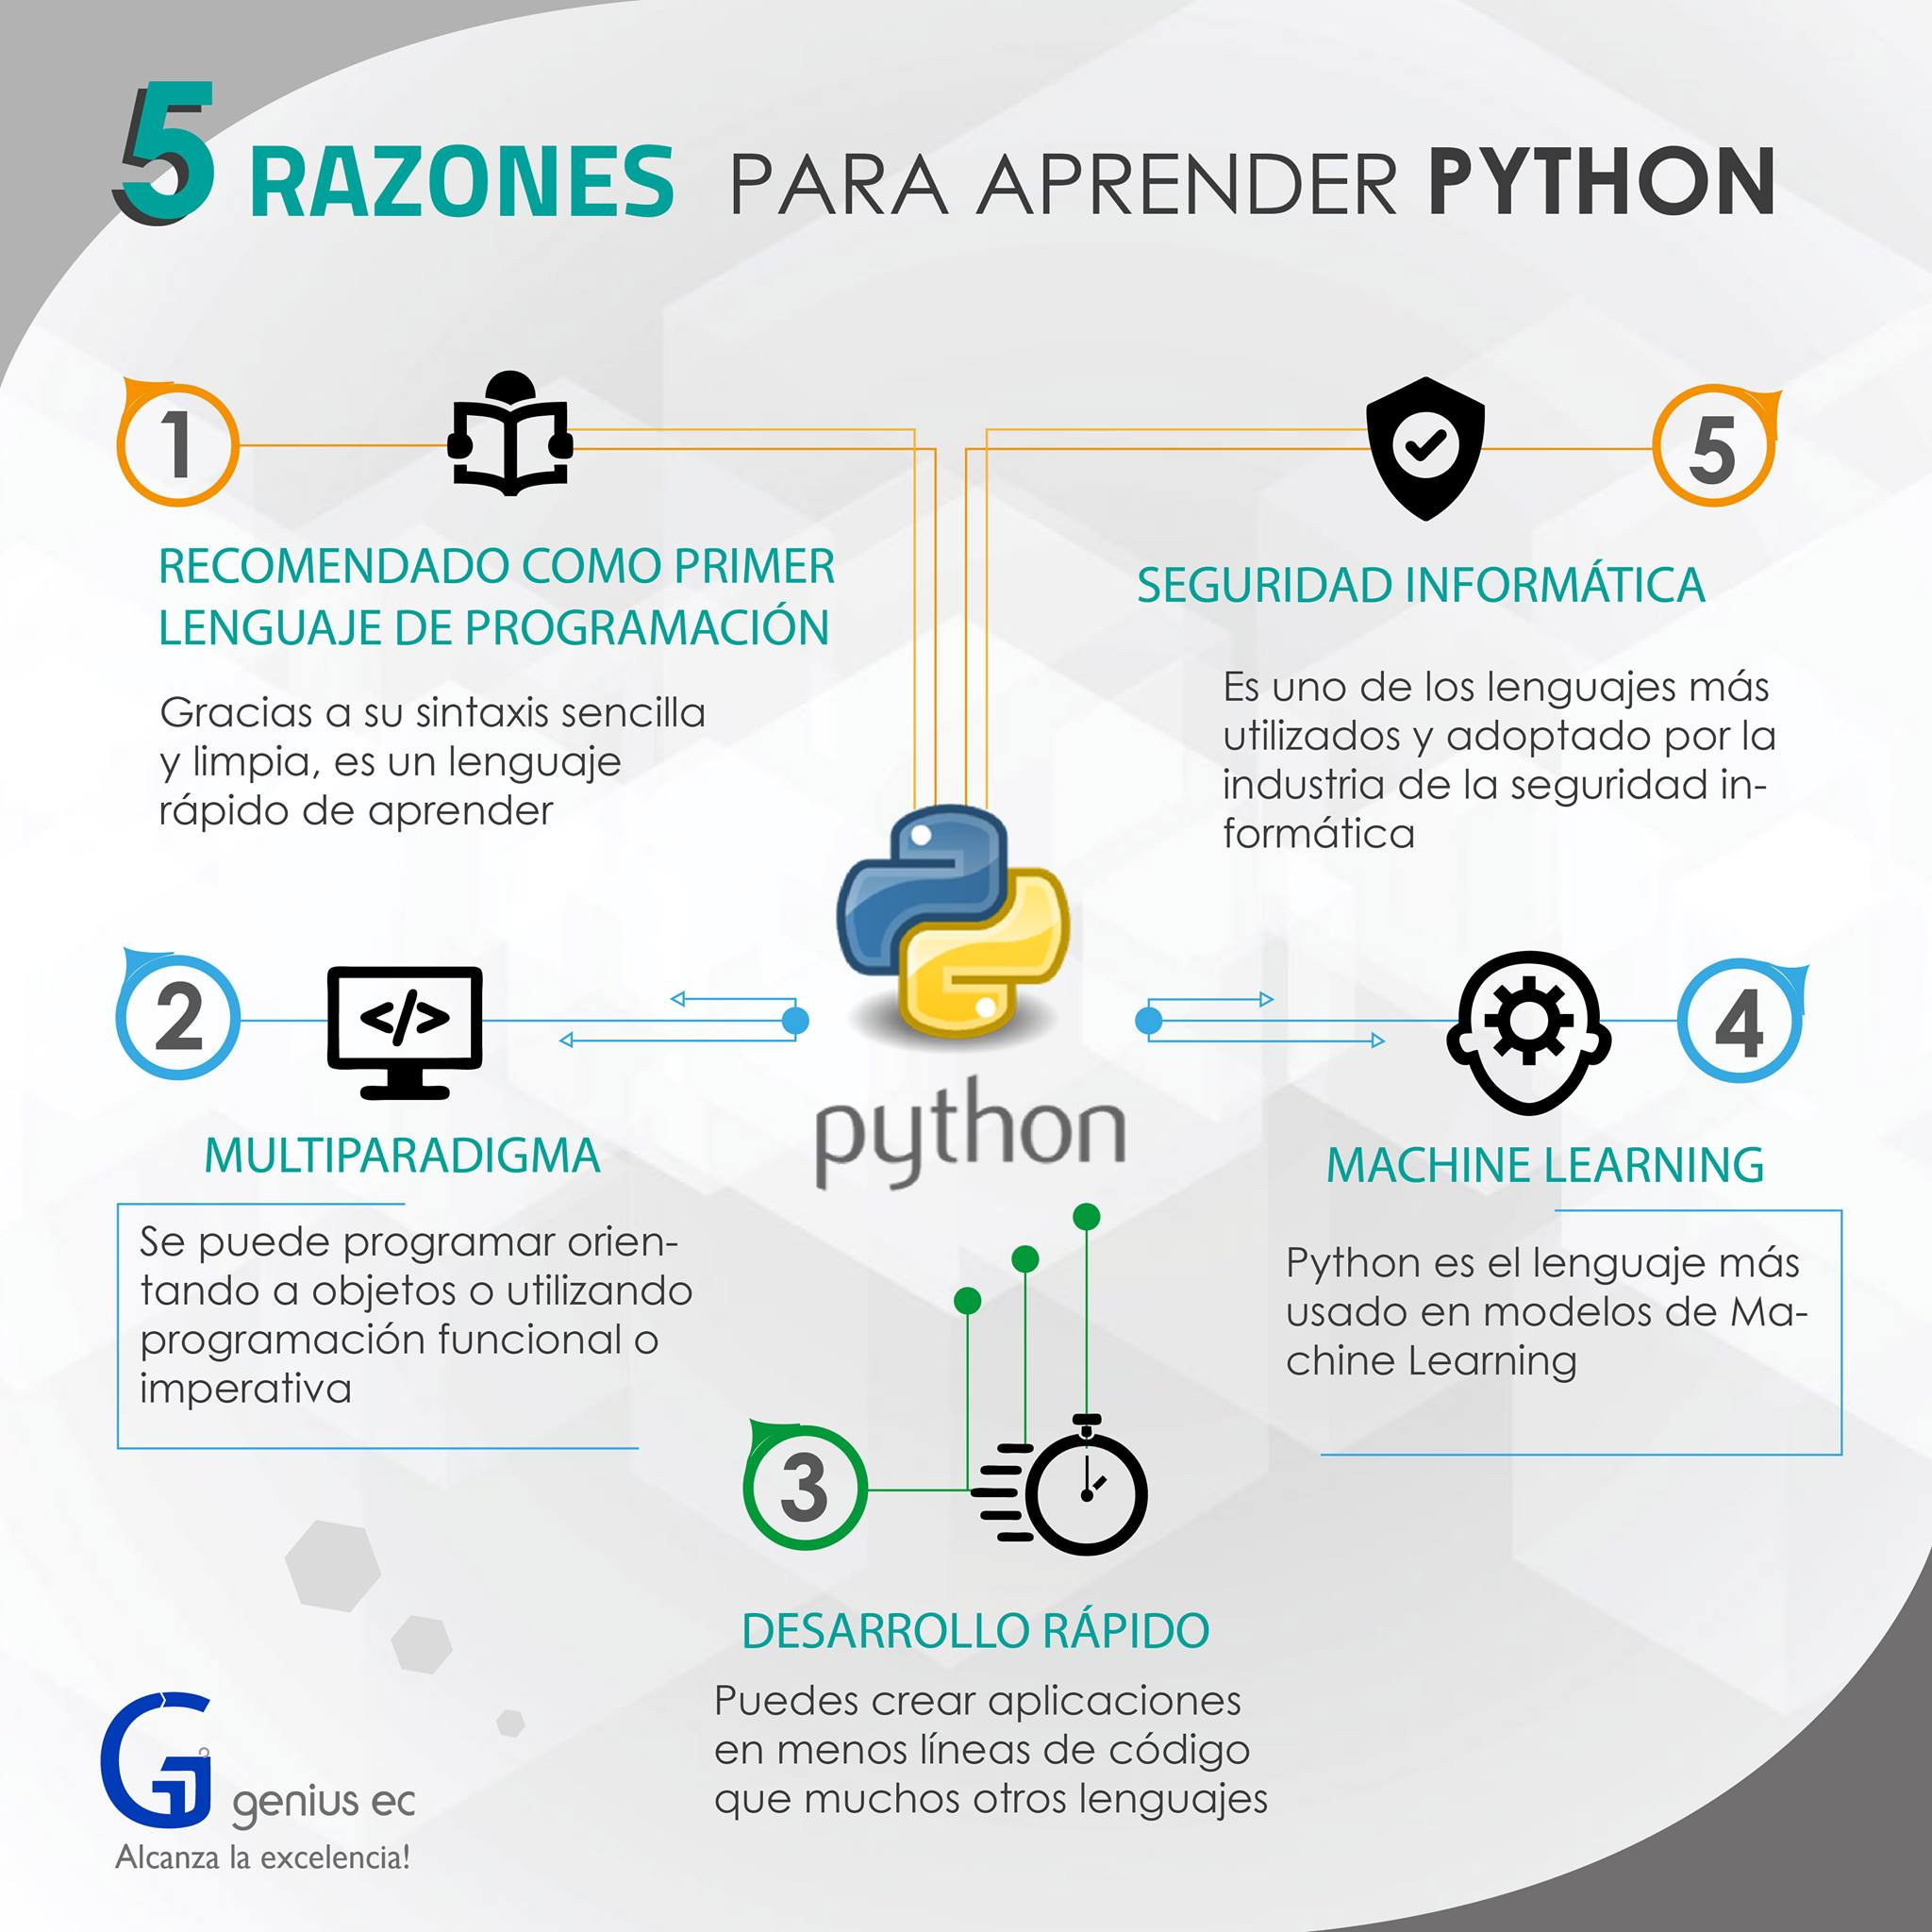 5 RAZONES PARA APRENDER PYTHON
1
RECOMENDADO COMO PRIMER
LENGUAJE DE PROGRAMACIÓN
Gracias a su sintaxis sencilla
y limpia, es un lenguaje
rápido de aprender
2
</>
MULTIPARADIGMA
Se puede programar orien-
tando a objetos o utilizando
programación funcional o
imperativa
python
3
DESARROLLO RÁPIDO
Puedes crear aplicaciones
en menos líneas de código
que muchos otros lenguajes
4
MACHINE LEARNING
Python es el lenguaje más
usado en modelos de Ma-
chine Learning
5
SEGURIDAD INFORMÁTICA
Es uno de los lenguajes más
utilizados y adoptado por la
industria de la seguridad in-
formática
G genius ec
Alcanza la excelencia!